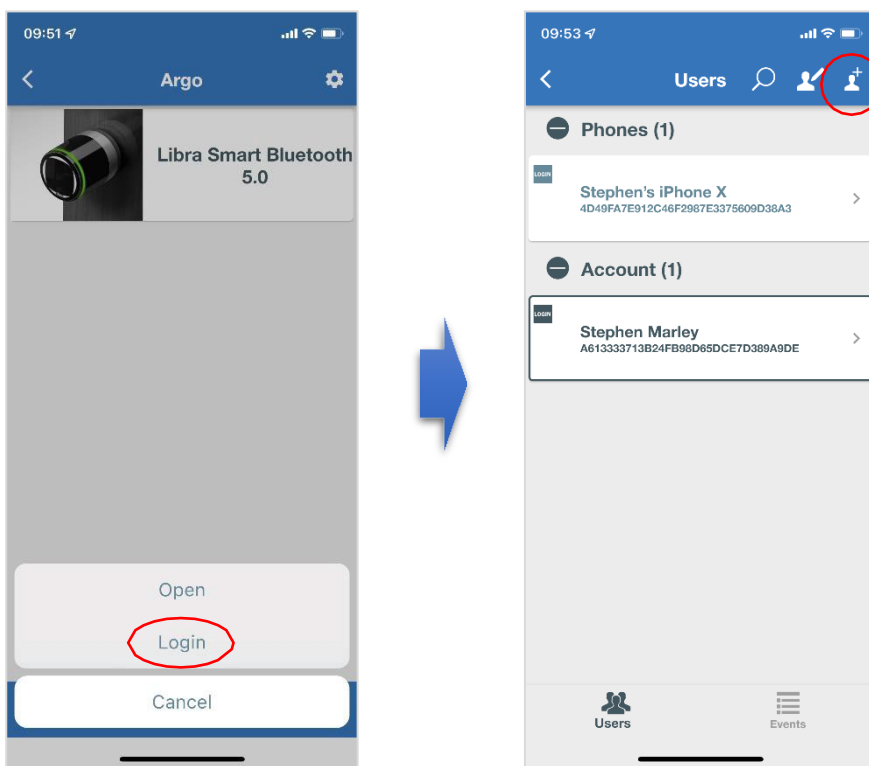 09:51
Argo
Libra Smart Bluetooth
5.0
Open
Login
Cancel
09:53
Users
Phones (1)
LOGIN
Stephen's iPhone X
4D49FA7E912C46F2987E3375609D38A3
Account (1)
LOGIN
Stephen Marley
A613333713B24FB98D65DCE7D389A9DE
Users
Events